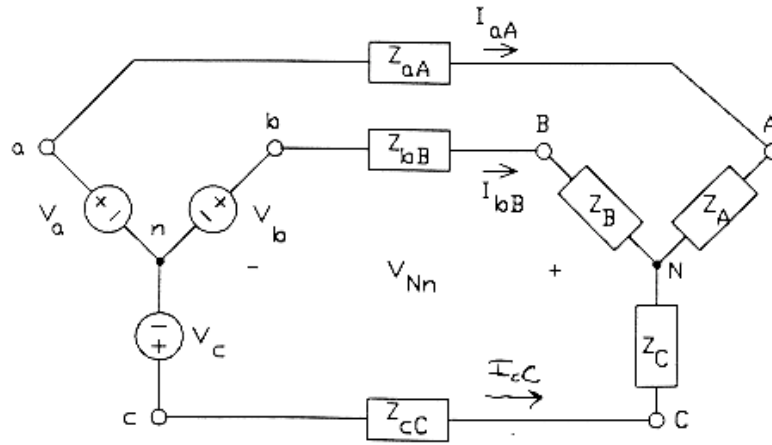 I_aA
Z_aA
a
b
B
A
Z_bB
I_bB
+
-
V_a
n
-
+
V_b
Z_B
Z_A
-
V_Nn
+
N
-
+
V_c
Z_C
I_cC
c
Z_cC
C